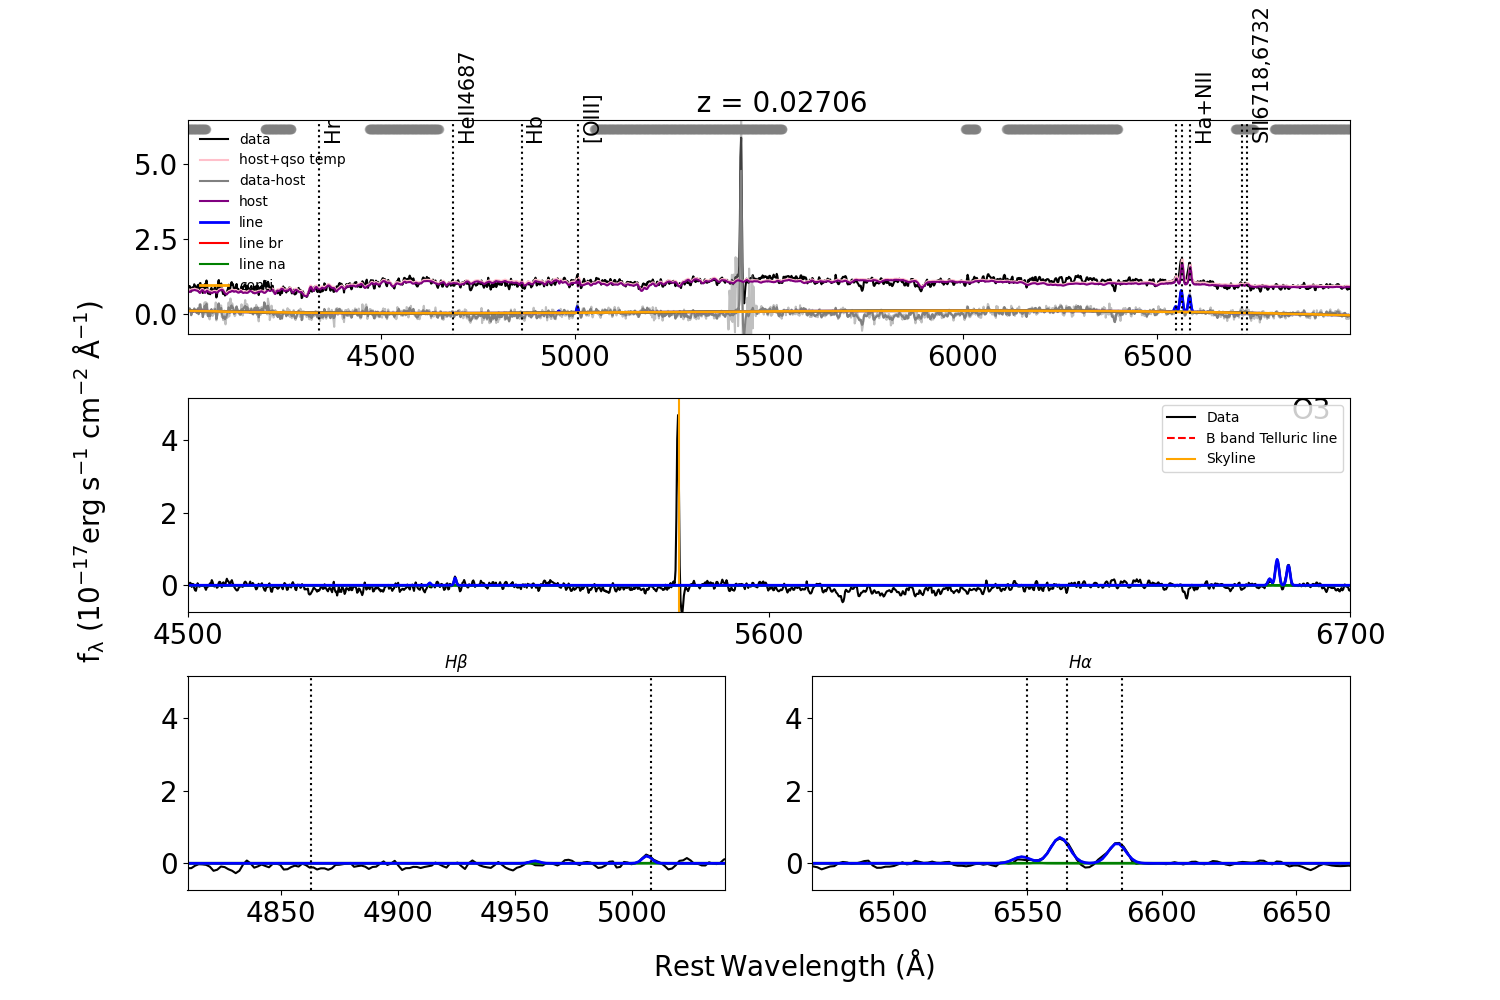 z = 0.02706
Hr
HeII4687
Hb
[OIII]
Ha+NII
SII6718,6732
data
host+qso temp
data-host
host
line
line br
line na
conti
5.0
2.5
0.0
4500 5000 5500 6000 6500
O3
Data
B band Telluric line
Skyline
4
2
0
4500 5600 6700
fλ (10⁻¹⁷erg s⁻¹ cm⁻² Å⁻¹)
Hβ
4
2
0
4850 4900 4950 5000
Hα
4
2
0
6500 6550 6600 6650
Rest Wavelength (Å)